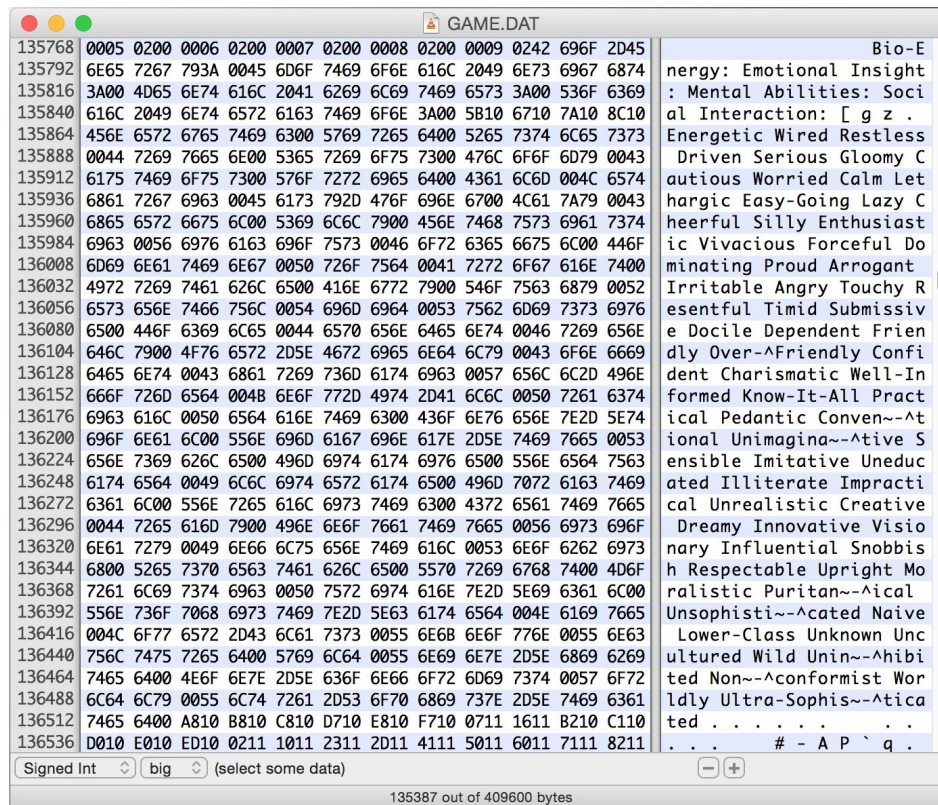 GAME.DAT
135768 0005 0200 0006 0200 0007 0200 0008 0200 0009 0242 696F 2D45 Bio-E
135792 6E65 7267 793A 0045 6D6F 7469 6F6E 616C 2049 6E73 6967 6874 nergy: Emotional Insight
135816 3A00 4D65 6E74 616C 2041 6269 6C69 7469 6573 3A00 536F 6369 : Mental Abilities: Soci
135840 616C 2049 6E74 6572 6163 7469 6F6E 3A00 5B10 6710 7A10 8C10 al Interaction: [ g z .
135864 456E 6572 6765 7469 6300 5769 7265 6400 5265 7374 6C65 7373 Energetic Wired Restless
135888 0044 7269 7665 6E00 5365 7269 6F75 7300 476C 6F6F 6D79 0043 Driven Serious Gloomy C
135912 6175 7469 6F75 7300 576F 7272 6965 6400 4361 6C6D 004C 6574 autious Worried Calm Let
135936 6861 7267 6963 0045 6173 792D 476F 696E 6700 4C61 7A79 0043 hargic Easy-Going Lazy C
135960 6865 6572 6675 6C00 5369 6C6C 7900 456E 7468 7573 6961 7374 heerful Silly Enthusiast
135984 6963 0056 6976 6163 696F 7573 0046 6F72 6365 6675 6C00 446F ic Vivacious Forceful Do
136008 6D69 6E61 7469 6E67 0050 726F 7564 0041 7272 6F67 616E 7400 minating Proud Arrogant
136032 4972 7269 7461 626C 6500 416E 6772 7900 546F 7563 6879 0052 Irritable Angry Touchy R
136056 6573 656E 7466 756C 0054 696D 6964 0053 7562 6D69 7373 6976 esentful Timid Submissiv
136080 6500 446F 6369 6C65 0044 6570 656E 6465 6E74 0046 7269 656E e Docile Dependent Frien
136104 646C 7900 4F76 6572 2D5E 4672 6965 6E64 6C79 0043 6F6E 6669 dly Over-^Friendly Confi
136128 6465 6E74 0043 6861 7269 736D 6174 6963 0057 656C 6C2D 496E dent Charismatic Well-In
136152 666F 726D 6564 004B 6E6F 772D 4974 2D41 6C6C 0050 7261 6374 formed Know-It-All Pract
136176 6963 616C 0050 6564 616E 7469 6300 436F 6E76 656E 7E2D 5E74 ical Pedantic Conven~-^t
136200 696F 6E61 6C00 556E 696D 6167 696E 617E 2D5E 7469 7665 0053 ional Unimagina~-^tive S
136224 656E 7369 626C 6500 496D 6974 6174 6976 6500 556E 6564 7563 ensible Imitative Uneduc
136248 6174 6564 0049 6C6C 6974 6572 6174 6500 496D 7072 6163 7469 ated Illiterate Impracti
136272 6361 6C00 556E 7265 616C 6973 7469 6300 4372 6561 7469 7665 cal Unrealistic Creative
136296 0044 7265 616D 7900 496E 6E6F 7661 7469 7665 0056 6973 696F Dreamy Innovative Visio
136320 6E61 7279 0049 6E66 6C75 656E 7469 616C 0053 6E6F 6262 6973 nary Influential Snobbis
136344 6800 5265 7370 6563 7461 626C 6500 5570 7269 6768 7400 4D6F h Respectable Upright Mo
136368 7261 6C69 7374 6963 0050 7572 6974 616E 7E2D 5E69 6361 6C00 ralistic Puritan~-^ical
136392 556E 736F 7068 6973 7469 7E2D 5E63 6174 6564 004E 6169 7665 Unsophisti~-^cated Naive
136416 004C 6F77 6572 2D43 6C61 7373 0055 6E6B 6E6F 776E 0055 6E63 Lower-Class Unknown Unc
136440 756C 7475 7265 6400 5769 6C64 0055 6E69 6E7E 2D5E 6869 6269 ultured Wild Unin~-^hibi
136464 7465 6400 4E6F 6E7E 2D5E 636F 6E66 6F72 6D69 7374 0057 6F72 ted Non~-^conformist Wor
136488 6C64 6C79 0055 6C74 7261 2D53 6F70 6869 737E 2D5E 7469 6361 ldly Ultra-Sophis~-^tica
136512 7465 6400 A810 B810 C810 D710 E810 F710 0711 1611 B210 C110 ted . . . . . . . .
136536 D010 E010 ED10 0211 1011 2311 2D11 4111 5011 6011 7111 8211 . . . # - A P ` q .
Signed Int big (select some data)
135387 out of 409600 bytes